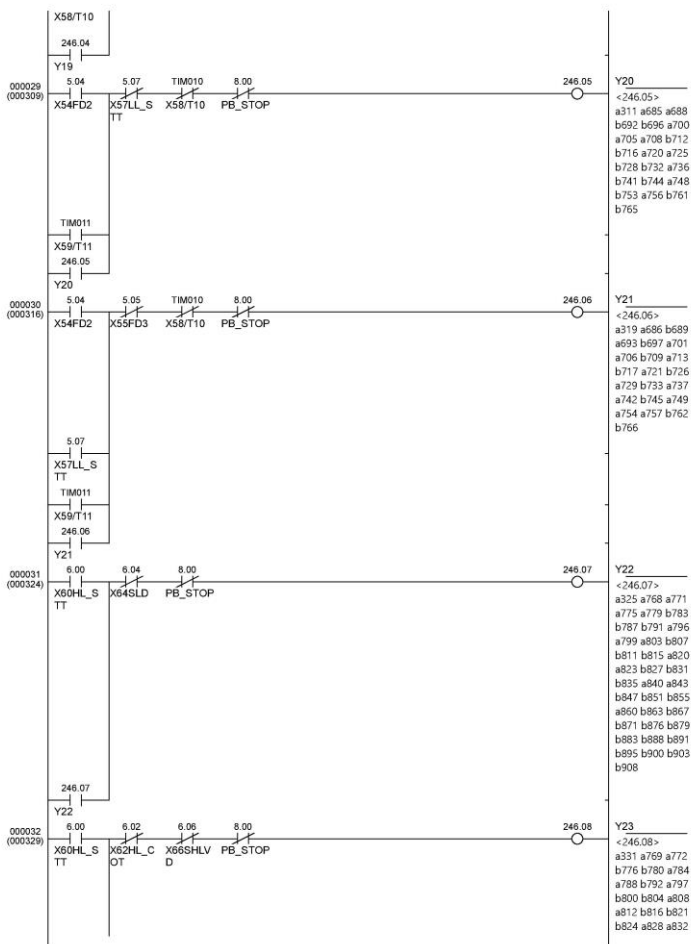 X58/T10
246.04
Y19
000029
(000309)
5.04 5.07 TIM010 8.00 246.05 Y20
X54FD2 X57LL_S X58/T10 PB_STOP
TT
<246.05>
a311 a685 a688
b692 b696 a700
a705 a708 b712
b716 a720 a725
b728 b732 a736
b741 b744 a748
b753 a756 b761
b765
TIM011
X59/T11
246.05
Y20
000030
(000316)
5.04 5.05 TIM010 8.00 246.06 Y21
X54FD2 X55FD3 X58/T10 PB_STOP
<246.06>
a319 a686 b689
a693 b697 a701
a706 b709 a713
b717 a721 b726
a729 b733 a737
a742 b745 a749
a754 a757 b762
b766
5.07
X57LL_S
TT
TIM011
X59/T11
246.06
Y21
000031
(000324)
6.00 6.04 8.00 246.07 Y22
X60HL_S X64SLD PB_STOP
TT
<246.07>
a325 a768 a771
a775 a779 b783
b787 b791 a796
a799 a803 b807
b811 b815 a820
a823 b827 b831
b835 a840 a843
b847 b851 b855
a860 b863 b867
b871 b876 b879
b883 b888 b891
b895 b900 b903
b908
246.07
Y22
000032
(000329)
6.00 6.02 6.06 8.00 246.08 Y23
X60HL_S X62HL_C X66SHLV PB_STOP
TT OT D
<246.08>
a331 a769 a772
b776 b780 a784
a788 b792 a797
b800 b804 a808
a812 b816 b821
b824 a828 a832